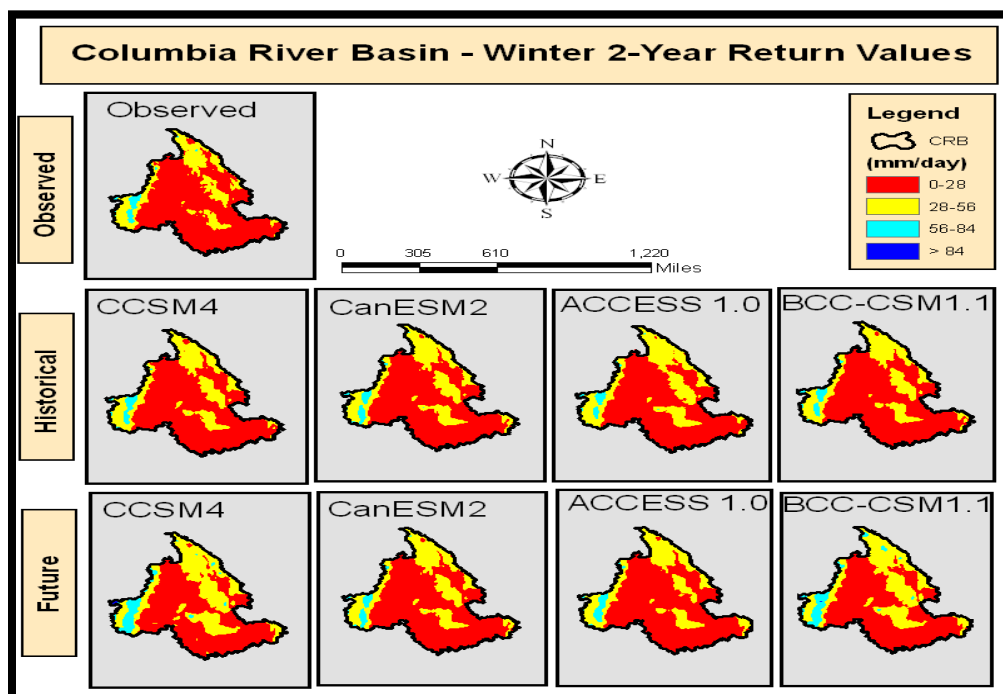 Columbia River Basin - Winter 2-Year Return Values
Observed
Observed
N
W E
S
0 305 610 1,220
Miles
Legend
CRB
(mm/day)
0-28
28-56
56-84
> 84
Historical
CCSM4
CanESM2
ACCESS 1.0
BCC-CSM1.1
Future
CCSM4
CanESM2
ACCESS 1.0
BCC-CSM1.1